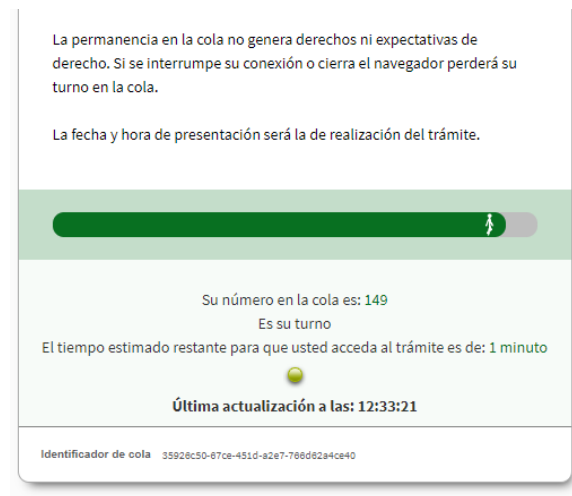 La permanencia en la cola no genera derechos ni expectativas de
derecho. Si se interrumpe su conexión o cierra el navegador perderá su
turno en la cola.
La fecha y hora de presentación será la de realización del trámite.
Su número en la cola es: 149
Es su turno
El tiempo estimado restante para que usted acceda al trámite es de: 1 minuto
Última actualización a las: 12:33:21
Identificador de cola 35926c50-67ce-451d-a2e7-766d62a4ce40